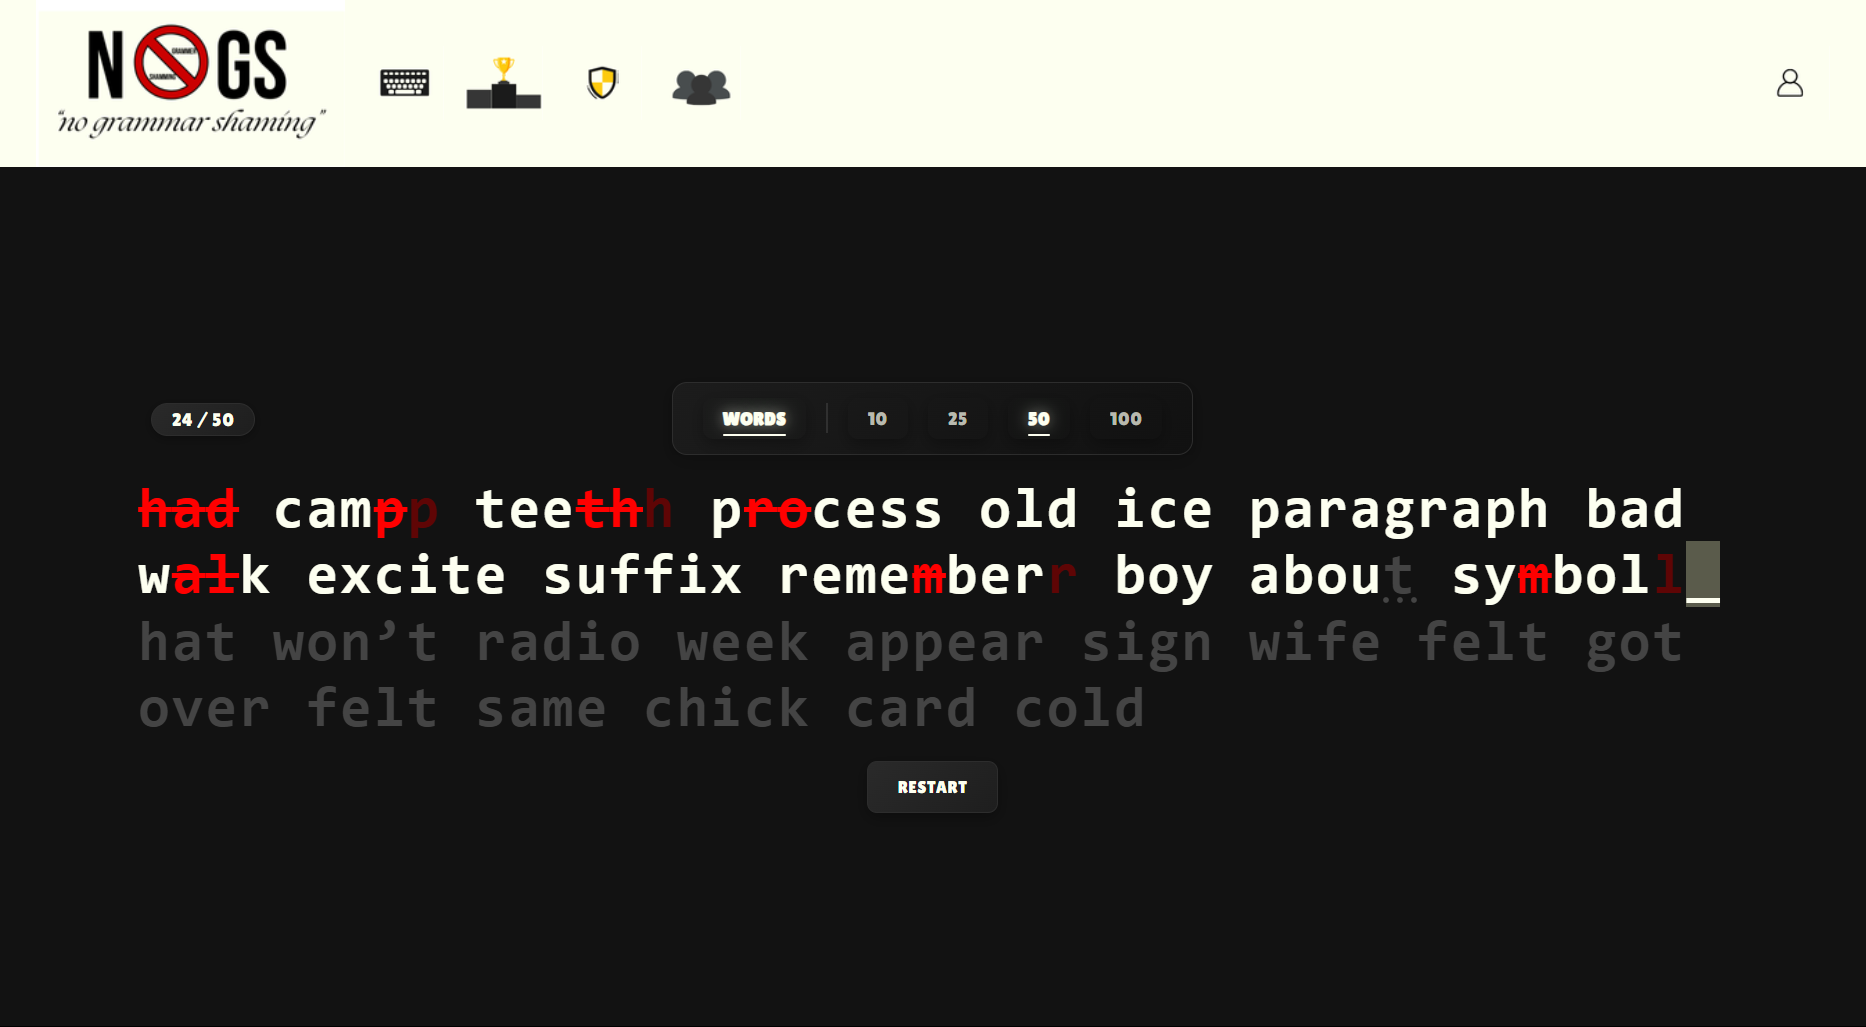 NOGS
GRAMMER
SHAMMING
"no grammar shaming"
24 / 50
WORDS 10 25 50 100
had campp teethh process old ice paragraph bad
walk excite suffix rememberr boy about symboll
hat won’t radio week appear sign wife felt got
over felt same chick card cold
RESTART